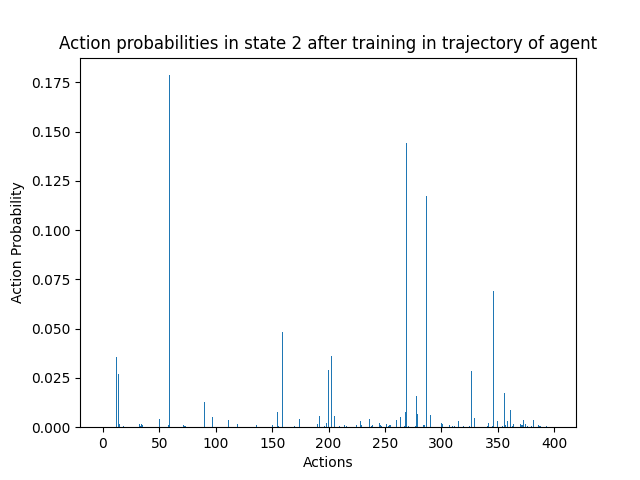 Action probabilities in state 2 after training in trajectory of agent
0.175
0.150
0.125
0.100
0.075
0.050
0.025
0.000
Action Probability
0 50 100 150 200 250 300 350 400
Actions